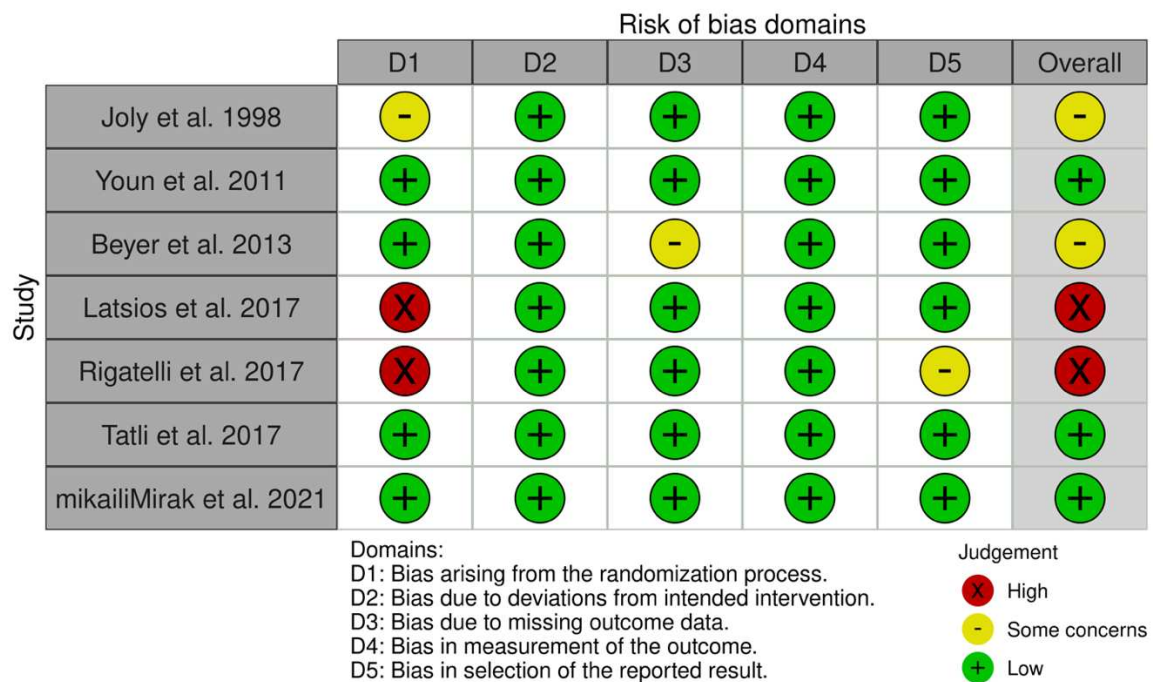 Risk of bias domains
D1 D2 D3 D4 D5 Overall
Study
Joly et al. 1998 - + + + + -
Youn et al. 2011 + + + + + +
Beyer et al. 2013 + + - + + -
Latsios et al. 2017 X + + + + X
Rigatelli et al. 2017 X + + + - X
Tatli et al. 2017 + + + + + +
mikailiMirak et al. 2021 + + + + + +
Domains:
D1: Bias arising from the randomization process.
D2: Bias due to deviations from intended intervention.
D3: Bias due to missing outcome data.
D4: Bias in measurement of the outcome.
D5: Bias in selection of the reported result.
Judgement
X High
- Some concerns
+ Low